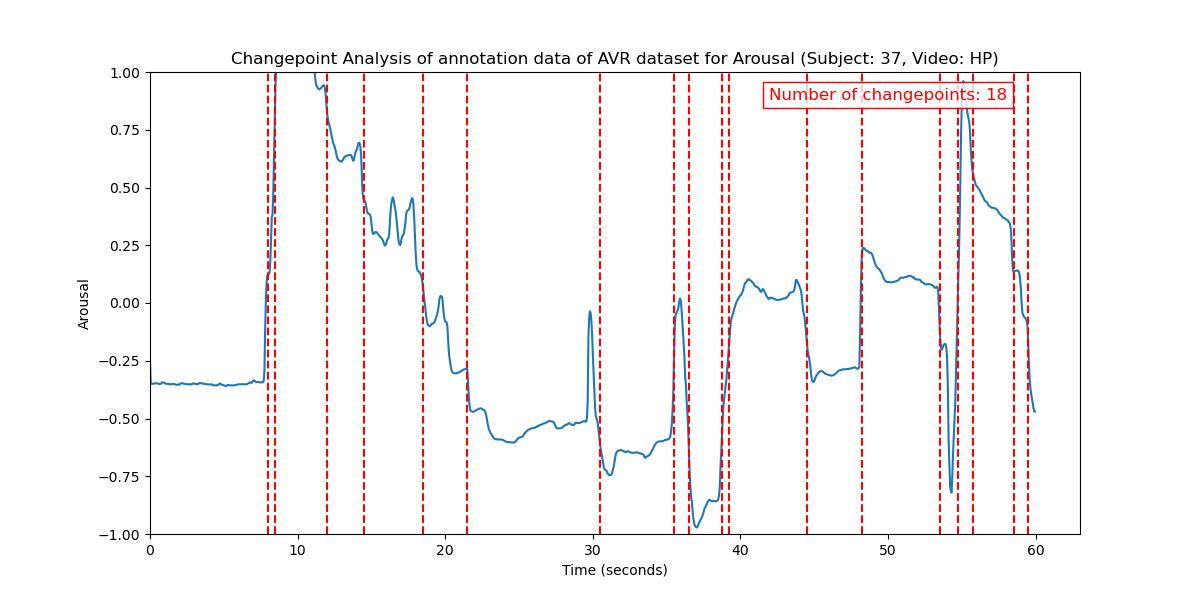 Changepoint Analysis of annotation data of AVR dataset for Arousal (Subject: 37, Video: HP)
Number of changepoints: 18
1.00
0.75
0.50
0.25
0.00
−0.25
−0.50
−0.75
−1.00
Arousal
0 10 20 30 40 50 60
Time (seconds)